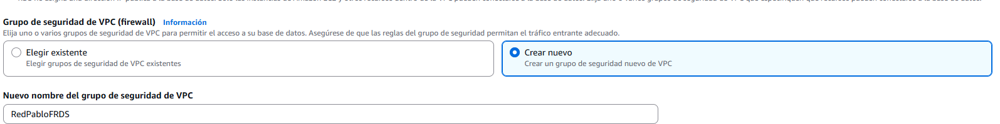 Grupo de seguridad de VPC (firewall) Información
Elija uno o varios grupos de seguridad de VPC para permitir el acceso a su base de datos. Asegúrese de que las reglas del grupo de seguridad permitan el tráfico entrante adecuado.
Elegir existente
Elegir grupos de seguridad de VPC existentes
Crear nuevo
Crear un grupo de seguridad nuevo de VPC
Nuevo nombre del grupo de seguridad de VPC
RedPabloFRDS